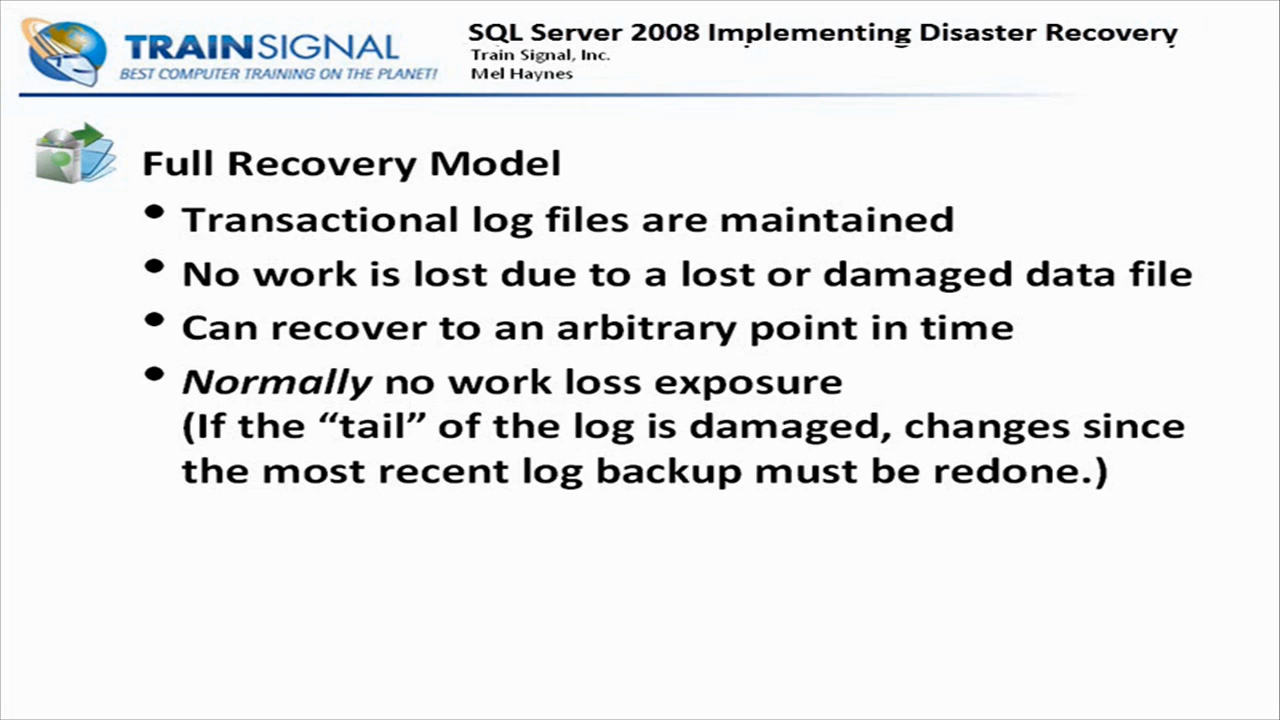 TRAINSIGNAL
BEST COMPUTER TRAINING ON THE PLANET!
SQL Server 2008 Implementing Disaster Recovery
Train Signal, Inc.
Mel Haynes
Full Recovery Model
• Transactional log files are maintained
• No work is lost due to a lost or damaged data file
• Can recover to an arbitrary point in time
• Normally no work loss exposure
(If the “tail” of the log is damaged, changes since
the most recent log backup must be redone.)